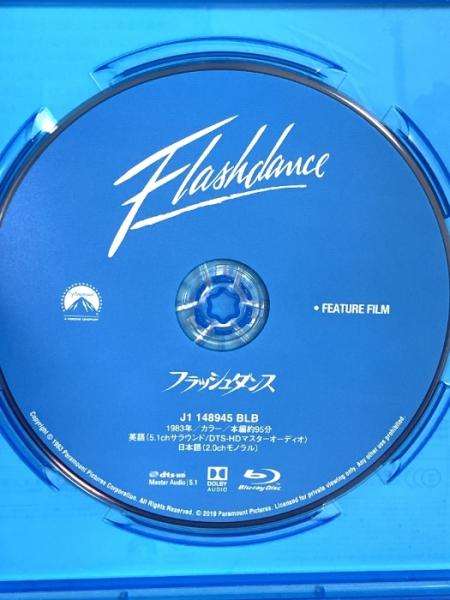 Flashdance
Paramount
• FEATURE FILM
フラッシュダンス
J1 148945 BLB
1983年/カラー/本編約95分
英語(5.1chサラウンド/DTS-HDマスターオーディオ)
日本語(2.0chモノラル)
dts-HD
Master Audio | 5.1
DOLBY
AUDIO
Blu-ray Disc
Copyright © 1983 Paramount Pictures Corporation. All Rights Reserved. © 2019 Paramount Pictures. Licensed for private viewing only. Any other use prohibited.